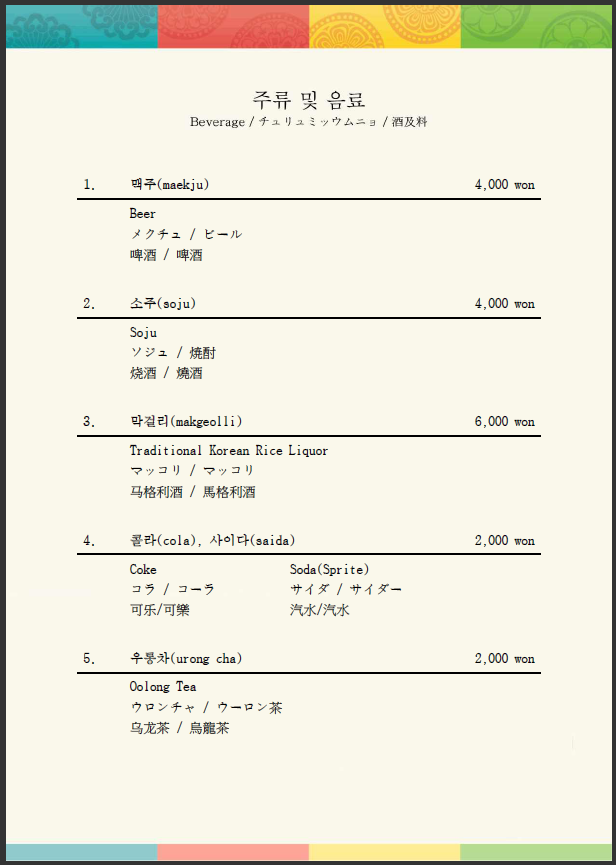 주류 및 음료
Beverage / チュリュミッウムニョ / 酒及料
1. 맥주(maekju) 4,000 won
Beer
メクチュ / ビール
啤酒 / 啤酒
2. 소주(soju) 4,000 won
Soju
ソジュ / 焼酎
烧酒 / 燒酒
3. 막걸리(makgeolli) 6,000 won
Traditional Korean Rice Liquor
マッコリ / マッコリ
马格利酒 / 馬格利酒
4. 콜라(cola), 사이다(saida) 2,000 won
Coke Soda(Sprite)
コラ / コーラ サイダ / サイダー
可乐/可樂 汽水/汽水
5. 우롱차(urong cha) 2,000 won
Oolong Tea
ウロンチャ / ウーロン茶
乌龙茶 / 烏龍茶